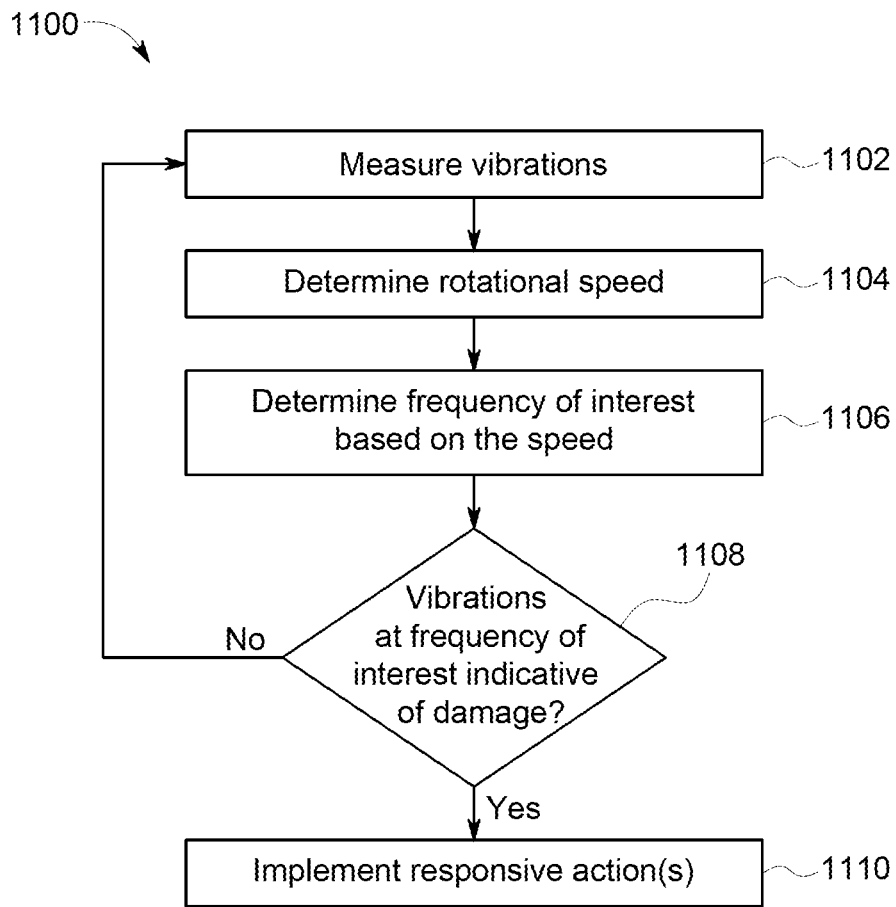 1100
Measure vibrations
1102
Determine rotational speed
1104
Determine frequency of interest
based on the speed
1106
1108
Vibrations
at frequency of
interest indicative
of damage?
No
Yes
Implement responsive action(s)
1110